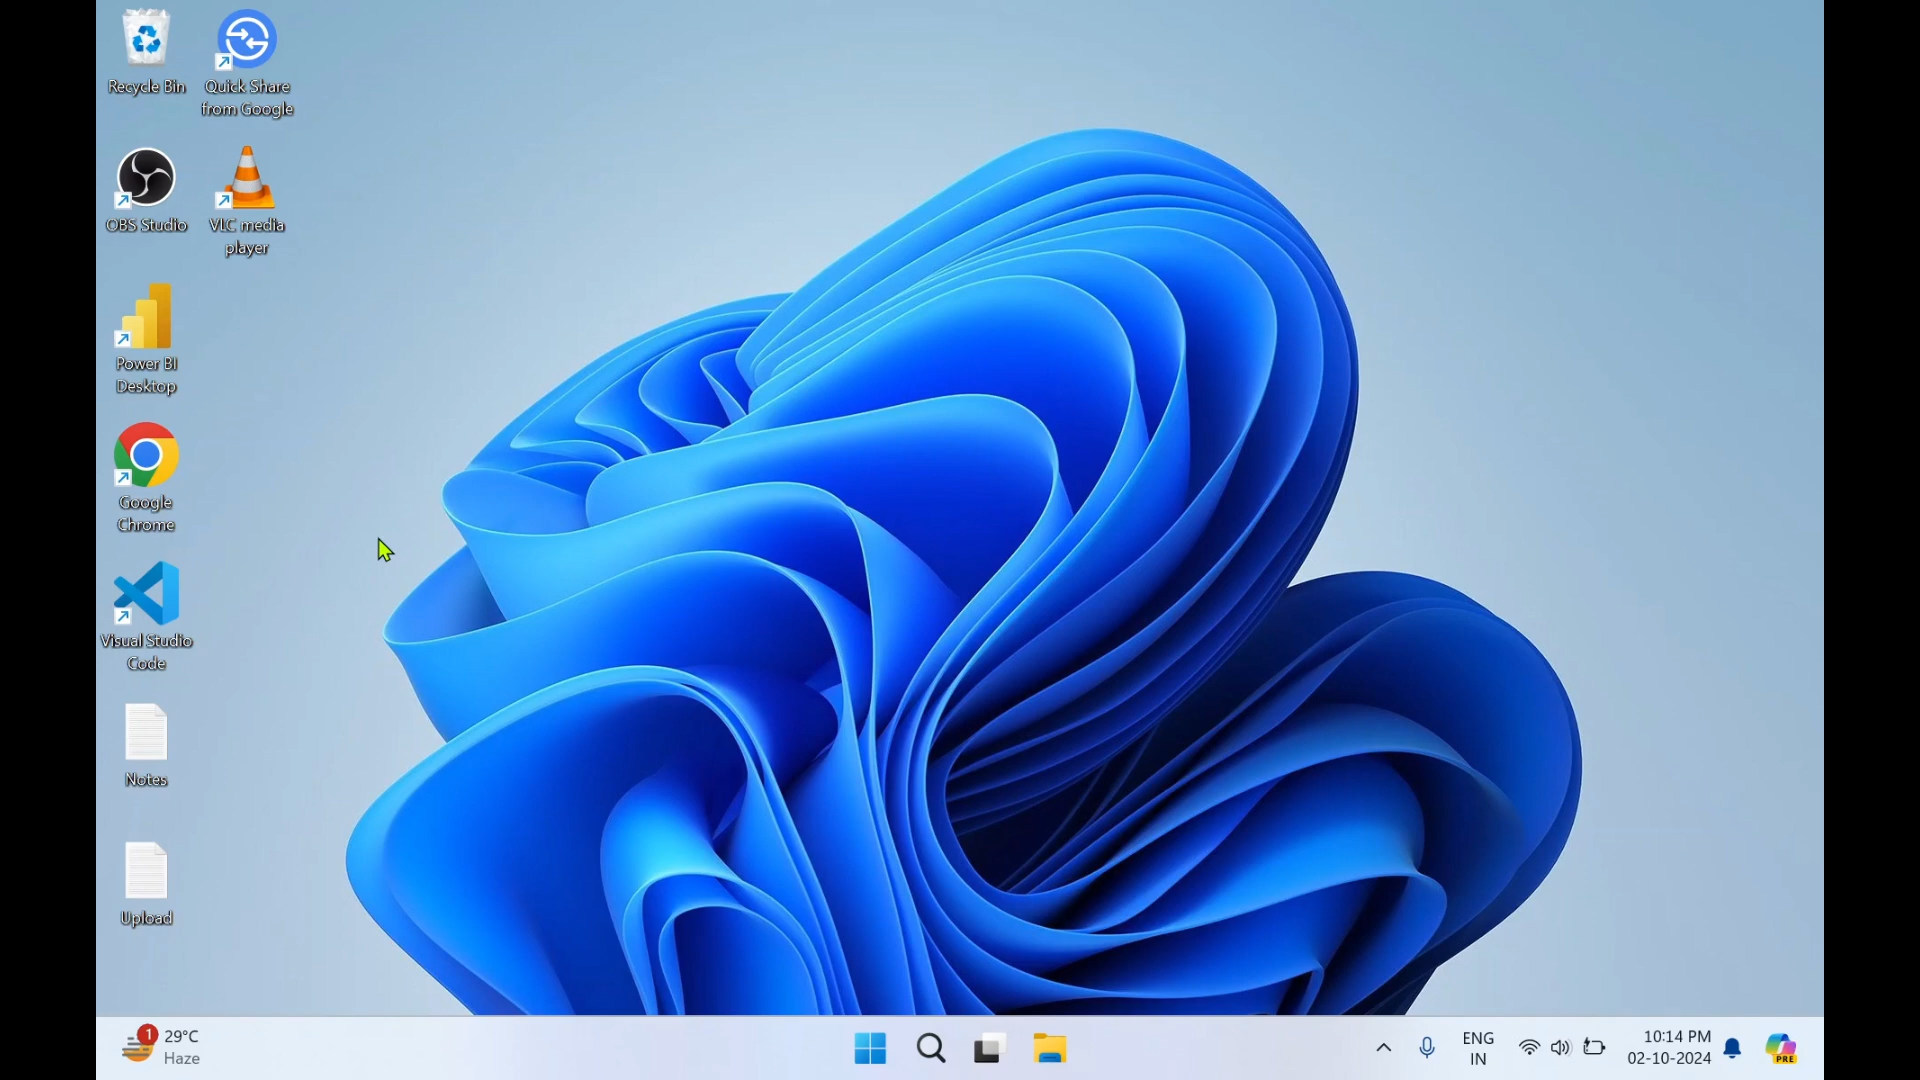 Recycle Bin
Quick Share
from Google
OBS Studio
VLC media
player
Power BI
Desktop
Google
Chrome
Visual Studio
Code
Notes
Upload
1
29°C
Haze
ENG
IN
10:14 PM
02-10-2024
PRE